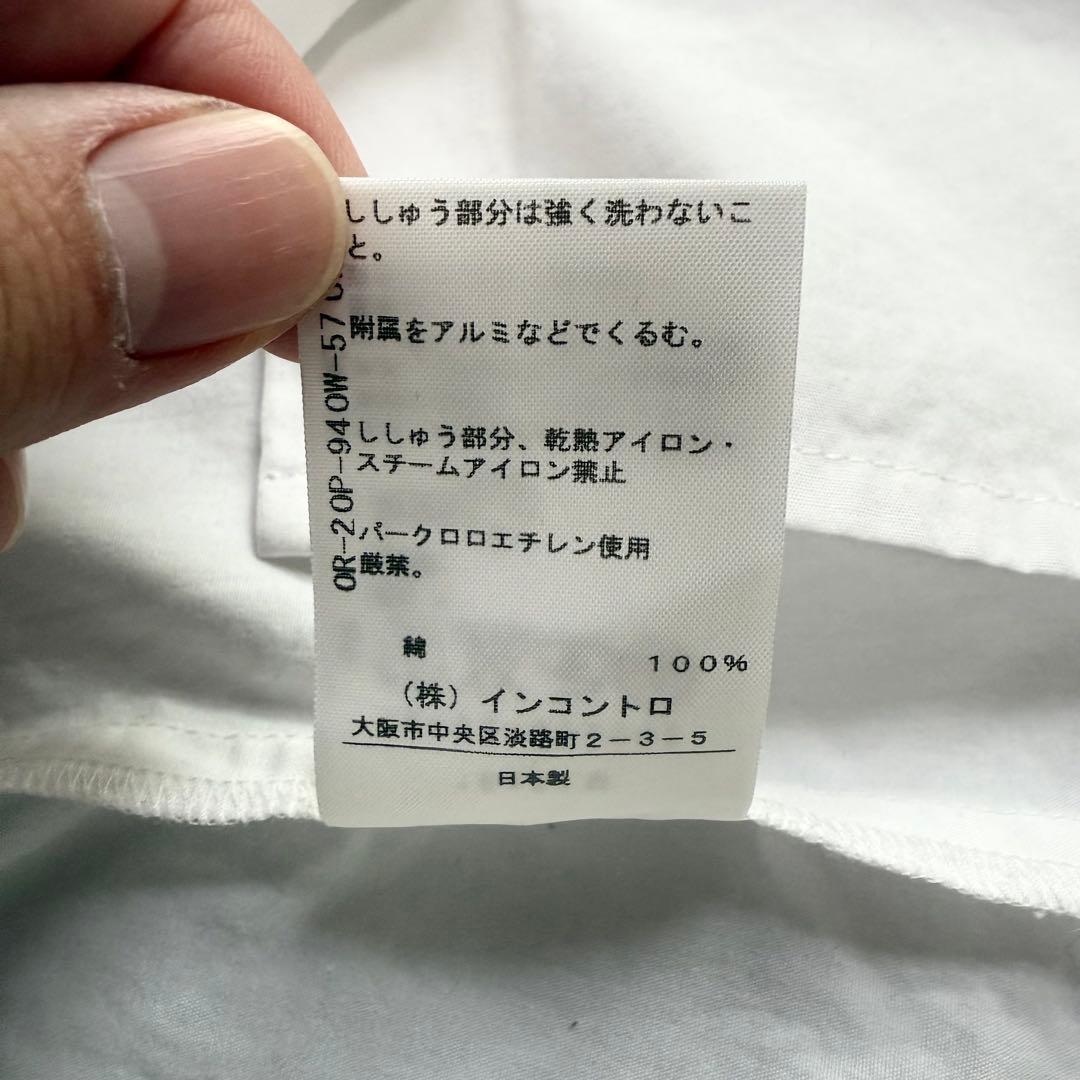 ししゅう部分は強く洗わないこ
と。
附属をアルミなどでくるむ。
ししゅう部分、乾熱アイロン・
スチームアイロン禁止
パークロロエチレン使用
厳禁。
綿 100%
(株)インコントロ
大阪市中央区淡路町2-3-5
日本製
OR-2OP-94OW-57